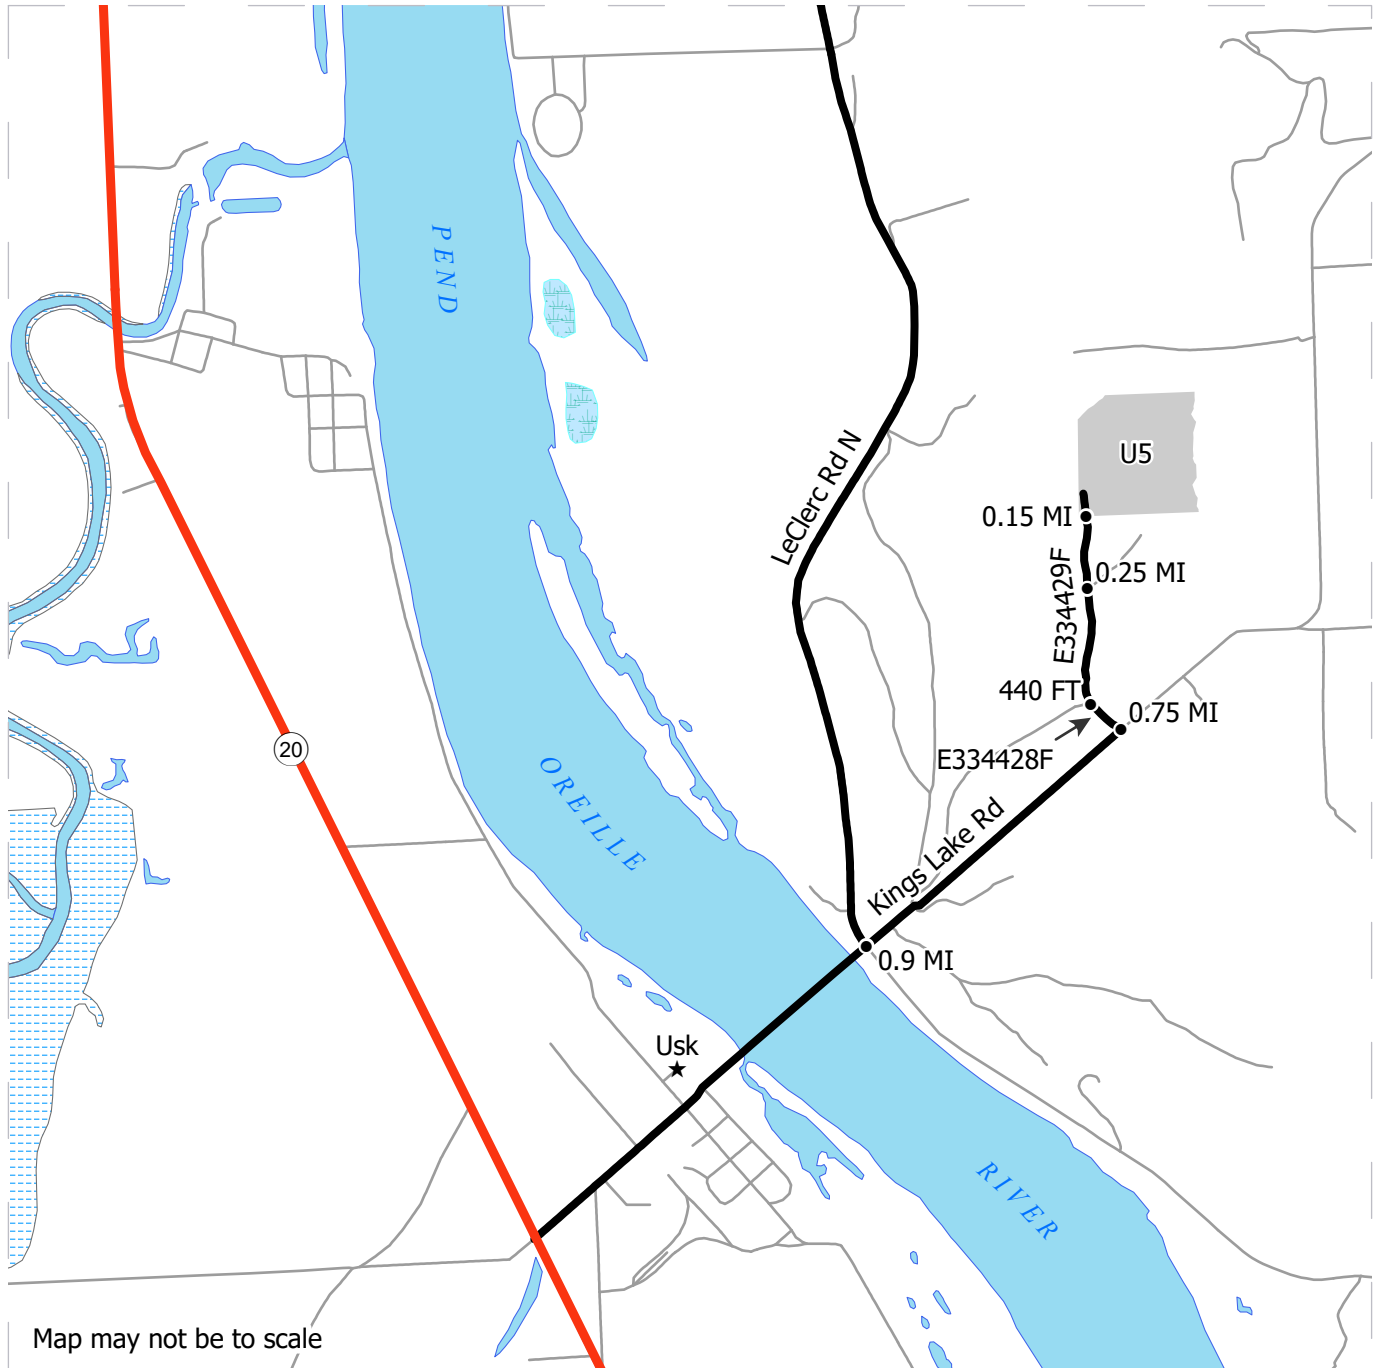 PEND
LeClerc Rd N
U5
0.15 MI
E334429F
0.25 MI
440 FT
0.75 MI
E334428F
20
OREILLE
Kings Lake Rd
0.9 MI
Usk
RIVER
Map may not be to scale